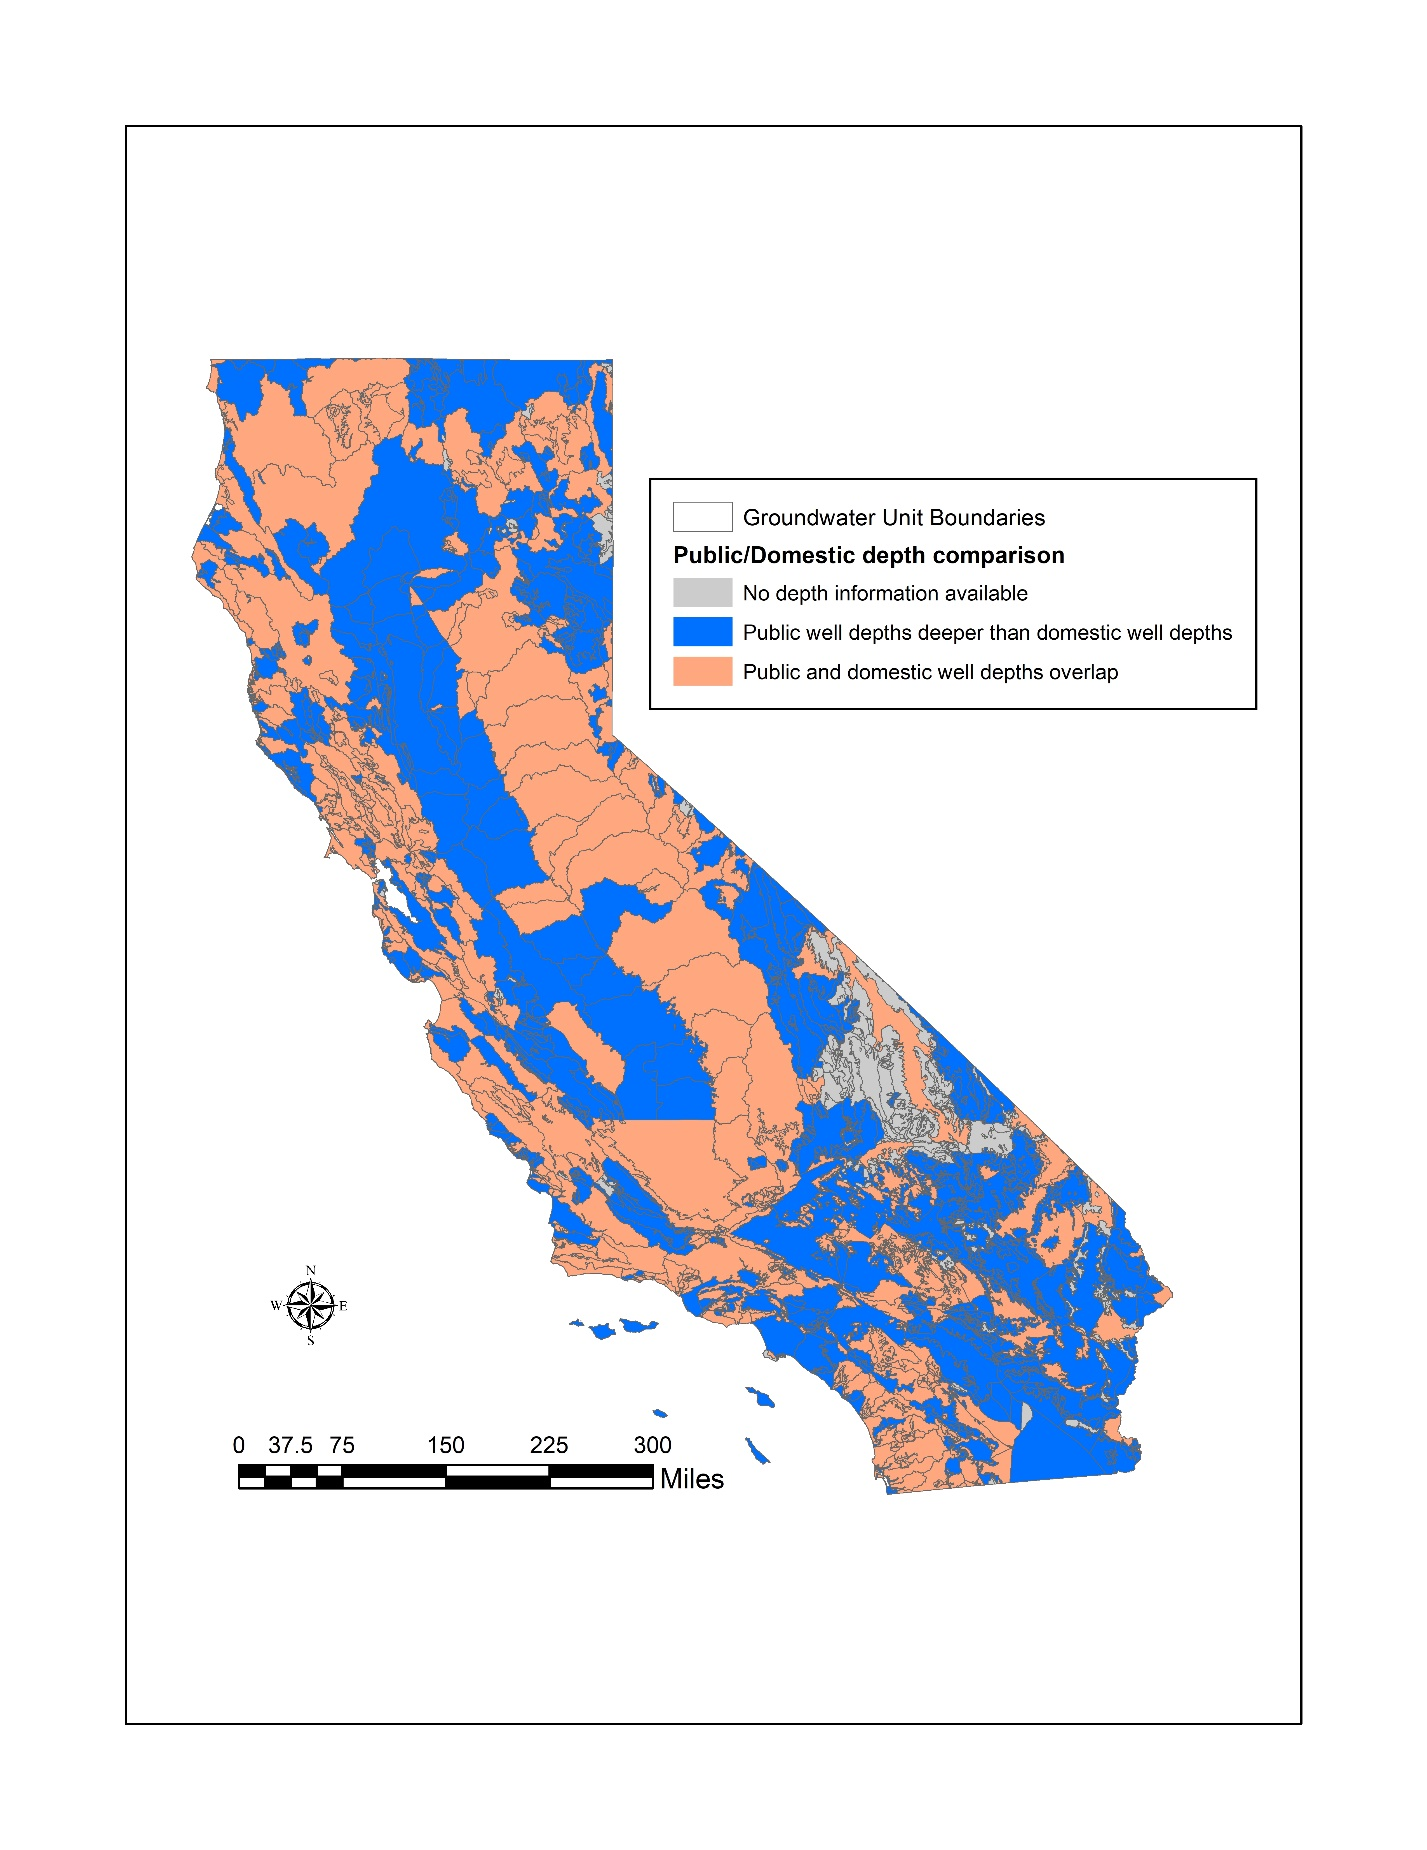 Groundwater Unit Boundaries
Public/Domestic depth comparison
No depth information available
Public well depths deeper than domestic well depths
Public and domestic well depths overlap
N
W E
S
0 37.5 75 150 225 300
Miles